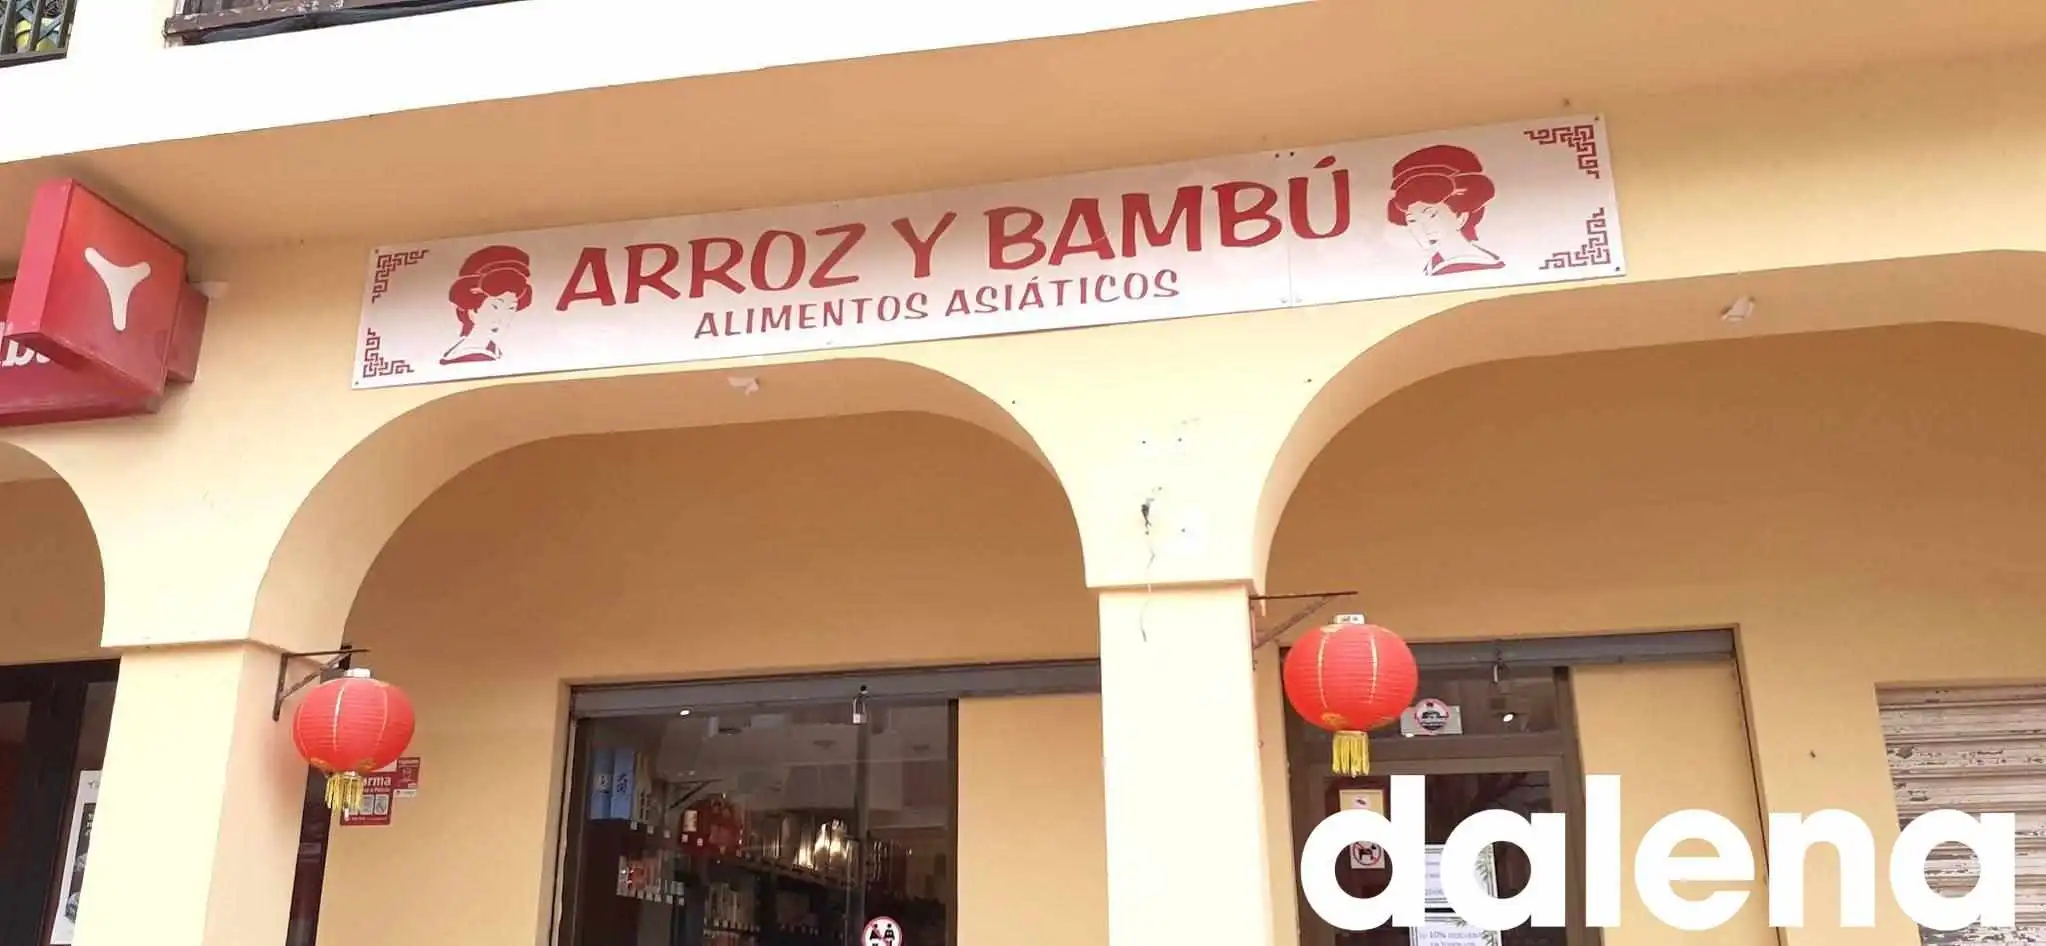 ARROZ Y BAMBÚ
ALIMENTOS ASIÁTICOS
dalena